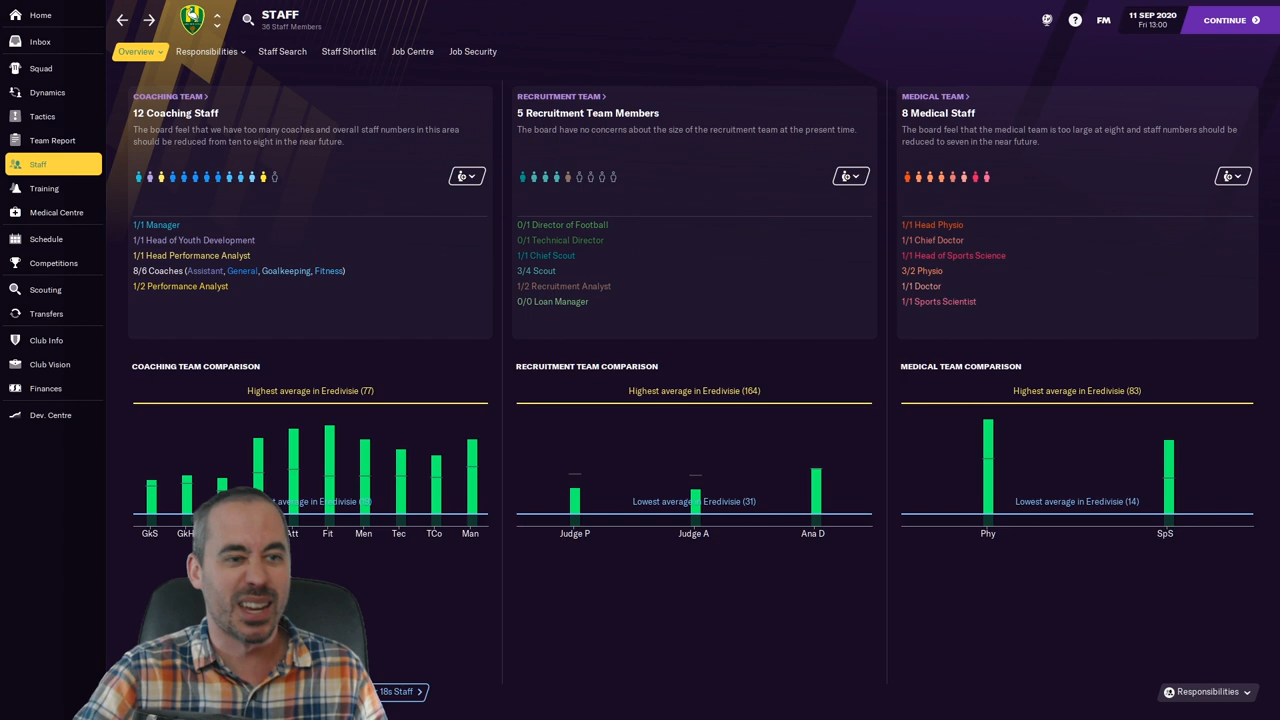 Home
Inbox
Squad
Dynamics
Tactics
Team Report
Staff
Training
Medical Centre
Schedule
Competitions
Scouting
Transfers
Club Info
Club Vision
Finances
Dev. Centre
STAFF
36 Staff Members
FM
11 SEP 2020
Fri 13:00
CONTINUE
Overview
Responsibilities
Staff Search
Staff Shortlist
Job Centre
Job Security
COACHING TEAM >
12 Coaching Staff
The board feel that we have too many coaches and overall staff numbers in this area
should be reduced from ten to eight in the near future.
1/1 Manager
1/1 Head of Youth Development
1/1 Head Performance Analyst
8/6 Coaches (Assistant, General, Goalkeeping, Fitness)
1/2 Performance Analyst
RECRUITMENT TEAM >
5 Recruitment Team Members
The board have no concerns about the size of the recruitment team at the present time.
0/1 Director of Football
0/1 Technical Director
1/1 Chief Scout
3/4 Scout
1/2 Recruitment Analyst
0/0 Loan Manager
MEDICAL TEAM >
8 Medical Staff
The board feel that the medical team is too large at eight and staff numbers should be
reduced to seven in the near future.
1/1 Head Physio
1/1 Chief Doctor
1/1 Head of Sports Science
3/2 Physio
1/1 Doctor
1/1 Sports Scientist
COACHING TEAM COMPARISON
Highest average in Eredivisie (77)
average in Eredivisie
GkS
Att
Fit
Men
Tec
TCo
Man
RECRUITMENT TEAM COMPARISON
Highest average in Eredivisie (164)
Lowest average in Eredivisie (31)
Judge P
Judge A
Ana D
MEDICAL TEAM COMPARISON
Highest average in Eredivisie (83)
Lowest average in Eredivisie (14)
Phy
SpS
18s Staff >
Responsibilities